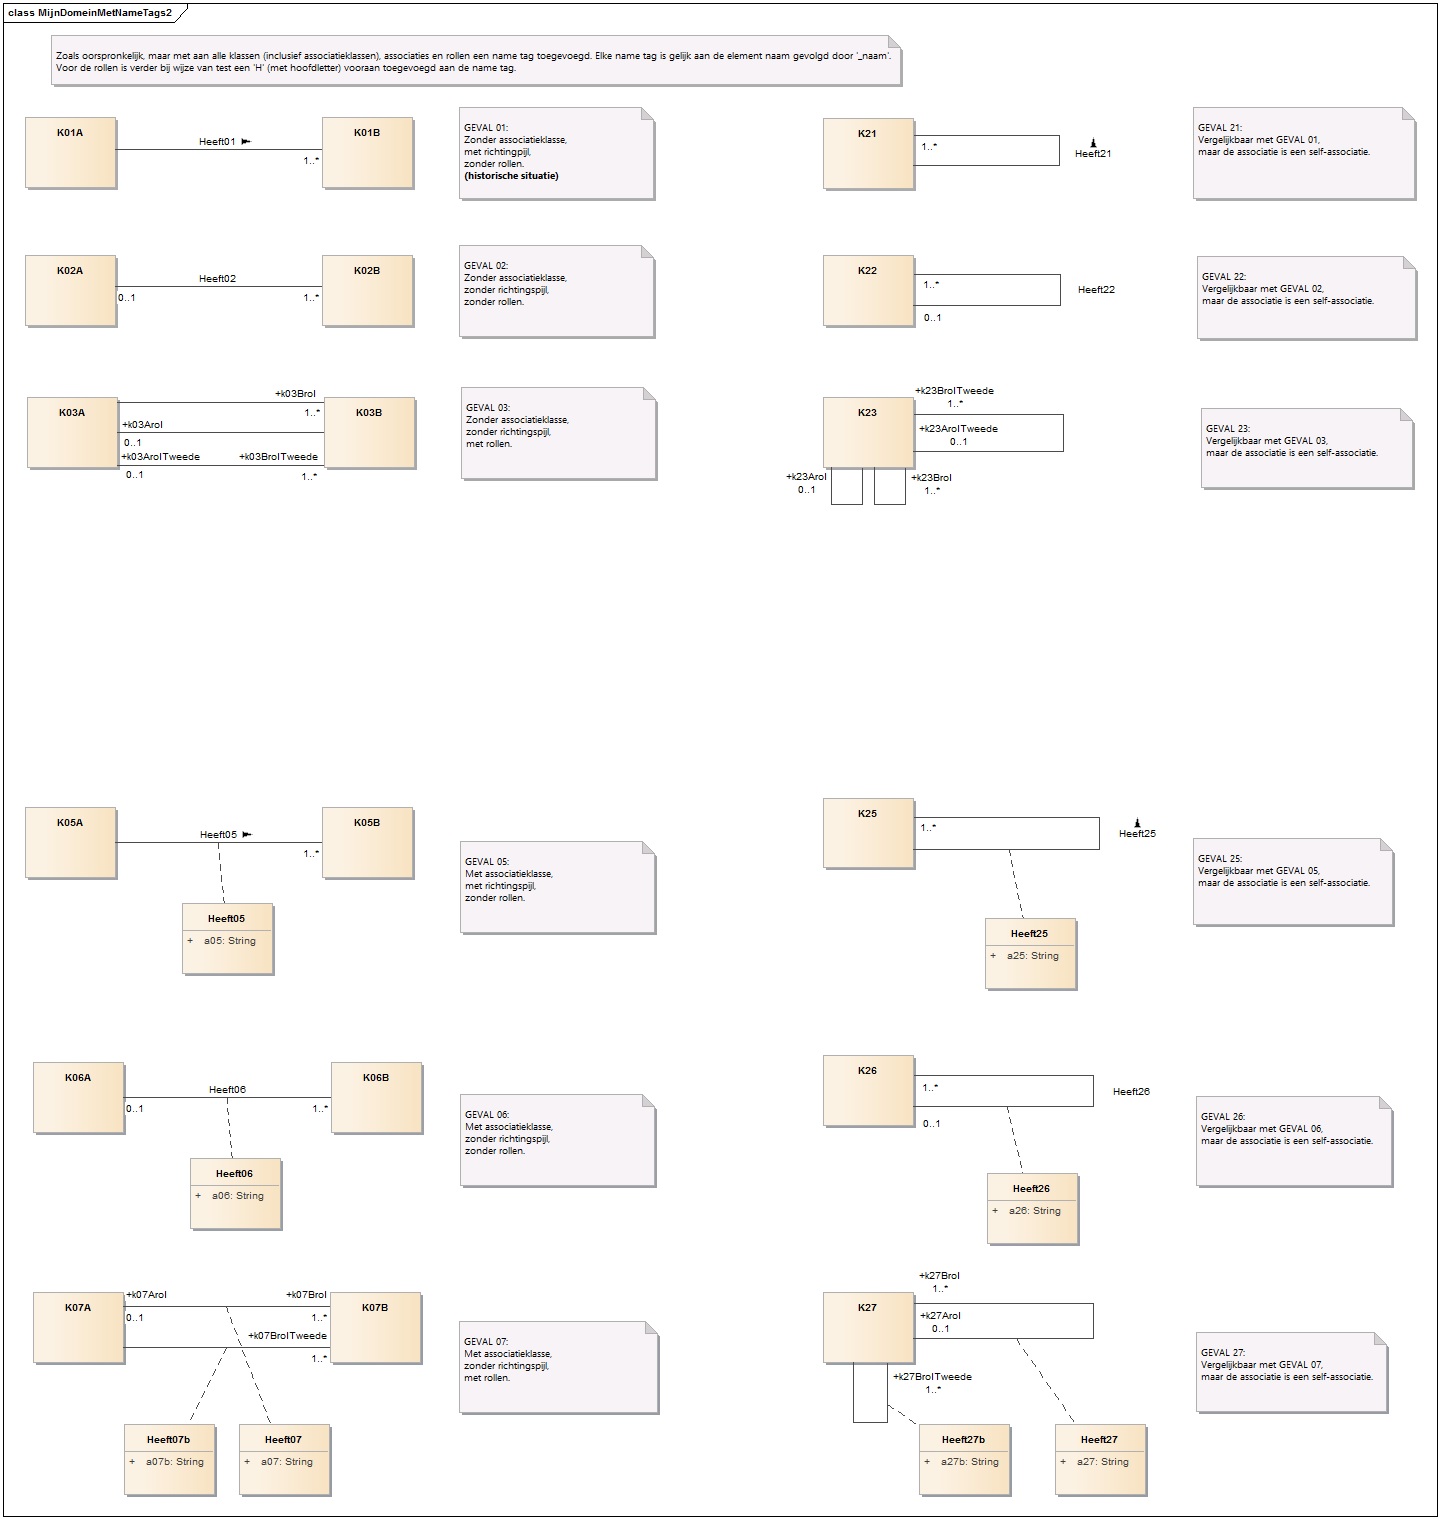 class MijnDomeinMetNameTags2
Zoals oorspronkelijk, maar met aan alle klassen (inclusief associatieklassen), associaties en rollen een name tag toegevoegd. Elke name tag is gelijk aan de element naam gevolgd door '_naam'.
Voor de rollen is verder bij wijze van test een 'H' (met hoofdletter) vooraan toegevoegd aan de name tag.
K01A
Heeft01
1..*
K01B
GEVAL 01:
Zonder associatieklasse,
met richtingpijl,
zonder rollen.
(historische situatie)
K21
1..*
Heeft21
GEVAL 21:
Vergelijkbaar met GEVAL 01,
maar de associatie is een self-associatie.
K02A
0..1
Heeft02
1..*
K02B
GEVAL 02:
Zonder associatieklasse,
zonder richtingspijl,
zonder rollen.
K22
1..*
0..1
Heeft22
GEVAL 22:
Vergelijkbaar met GEVAL 02,
maar de associatie is een self-associatie.
K03A
+k03Brol
1..*
+k03Arol
0..1
+k03ArolTweede
0..1
+k03BrolTweede
1..*
K03B
GEVAL 03:
Zonder associatieklasse,
zonder richtingspijl,
met rollen.
K23
+k23BrolTweede
1..*
+k23ArolTweede
0..1
+k23Arol
0..1
+k23Brol
1..*
GEVAL 23:
Vergelijkbaar met GEVAL 03,
maar de associatie is een self-associatie.
K05A
Heeft05
1..*
K05B
Heeft05
+ a05: String
GEVAL 05:
Met associatieklasse,
met richtingspijl,
zonder rollen.
K25
1..*
Heeft25
Heeft25
+ a25: String
GEVAL 25:
Vergelijkbaar met GEVAL 05,
maar de associatie is een self-associatie.
K06A
0..1
Heeft06
1..*
K06B
Heeft06
+ a06: String
GEVAL 06:
Met associatieklasse,
zonder richtingspijl,
zonder rollen.
K26
1..*
0..1
Heeft26
Heeft26
+ a26: String
GEVAL 26:
Vergelijkbaar met GEVAL 06,
maar de associatie is een self-associatie.
K07A
+k07Arol
0..1
+k07Brol
1..*
+k07BrolTweede
1..*
K07B
Heeft07b
+ a07b: String
Heeft07
+ a07: String
GEVAL 07:
Met associatieklasse,
zonder richtingspijl,
met rollen.
K27
+k27Brol
1..*
+k27Arol
0..1
+k27BrolTweede
1..*
Heeft27b
+ a27b: String
Heeft27
+ a27: String
GEVAL 27:
Vergelijkbaar met GEVAL 07,
maar de associatie is een self-associatie.